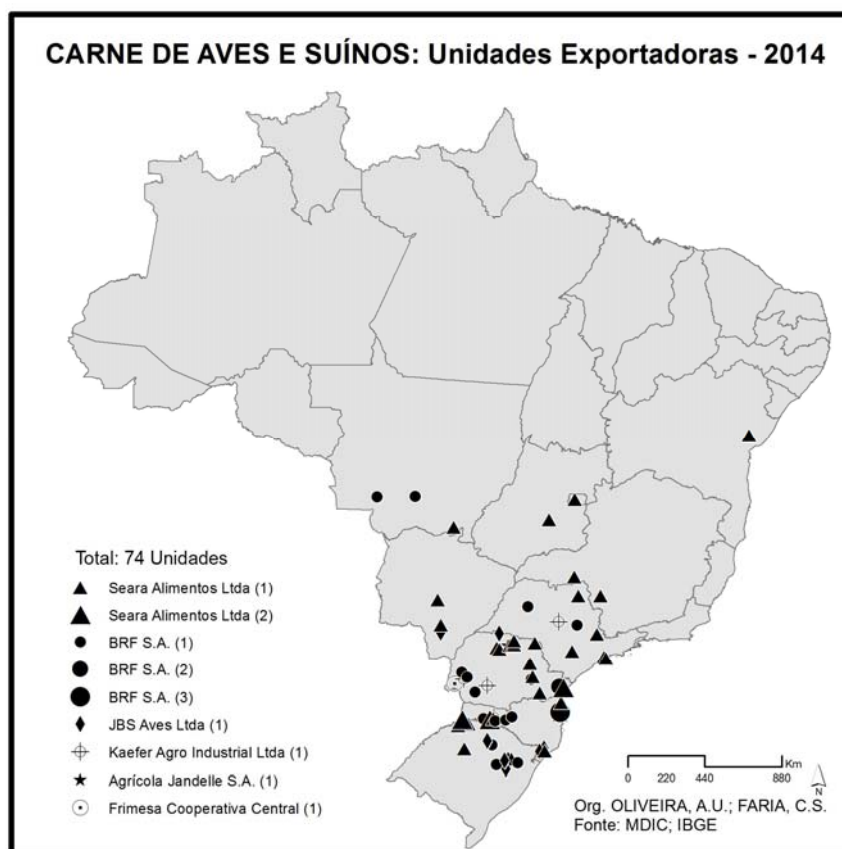 CARNE DE AVES E SUÍNOS: Unidades Exportadoras - 2014
Total: 74 Unidades
Seara Alimentos Ltda (1)
Seara Alimentos Ltda (2)
BRF S.A. (1)
BRF S.A. (2)
BRF S.A. (3)
JBS Aves Ltda (1)
Kaefer Agro Industrial Ltda (1)
Agrícola Jandelle S.A. (1)
Frimesa Cooperativa Central (1)
Km
0 220 440 880
N
Org. OLIVEIRA, A.U.; FARIA, C.S.
Fonte: MDIC; IBGE